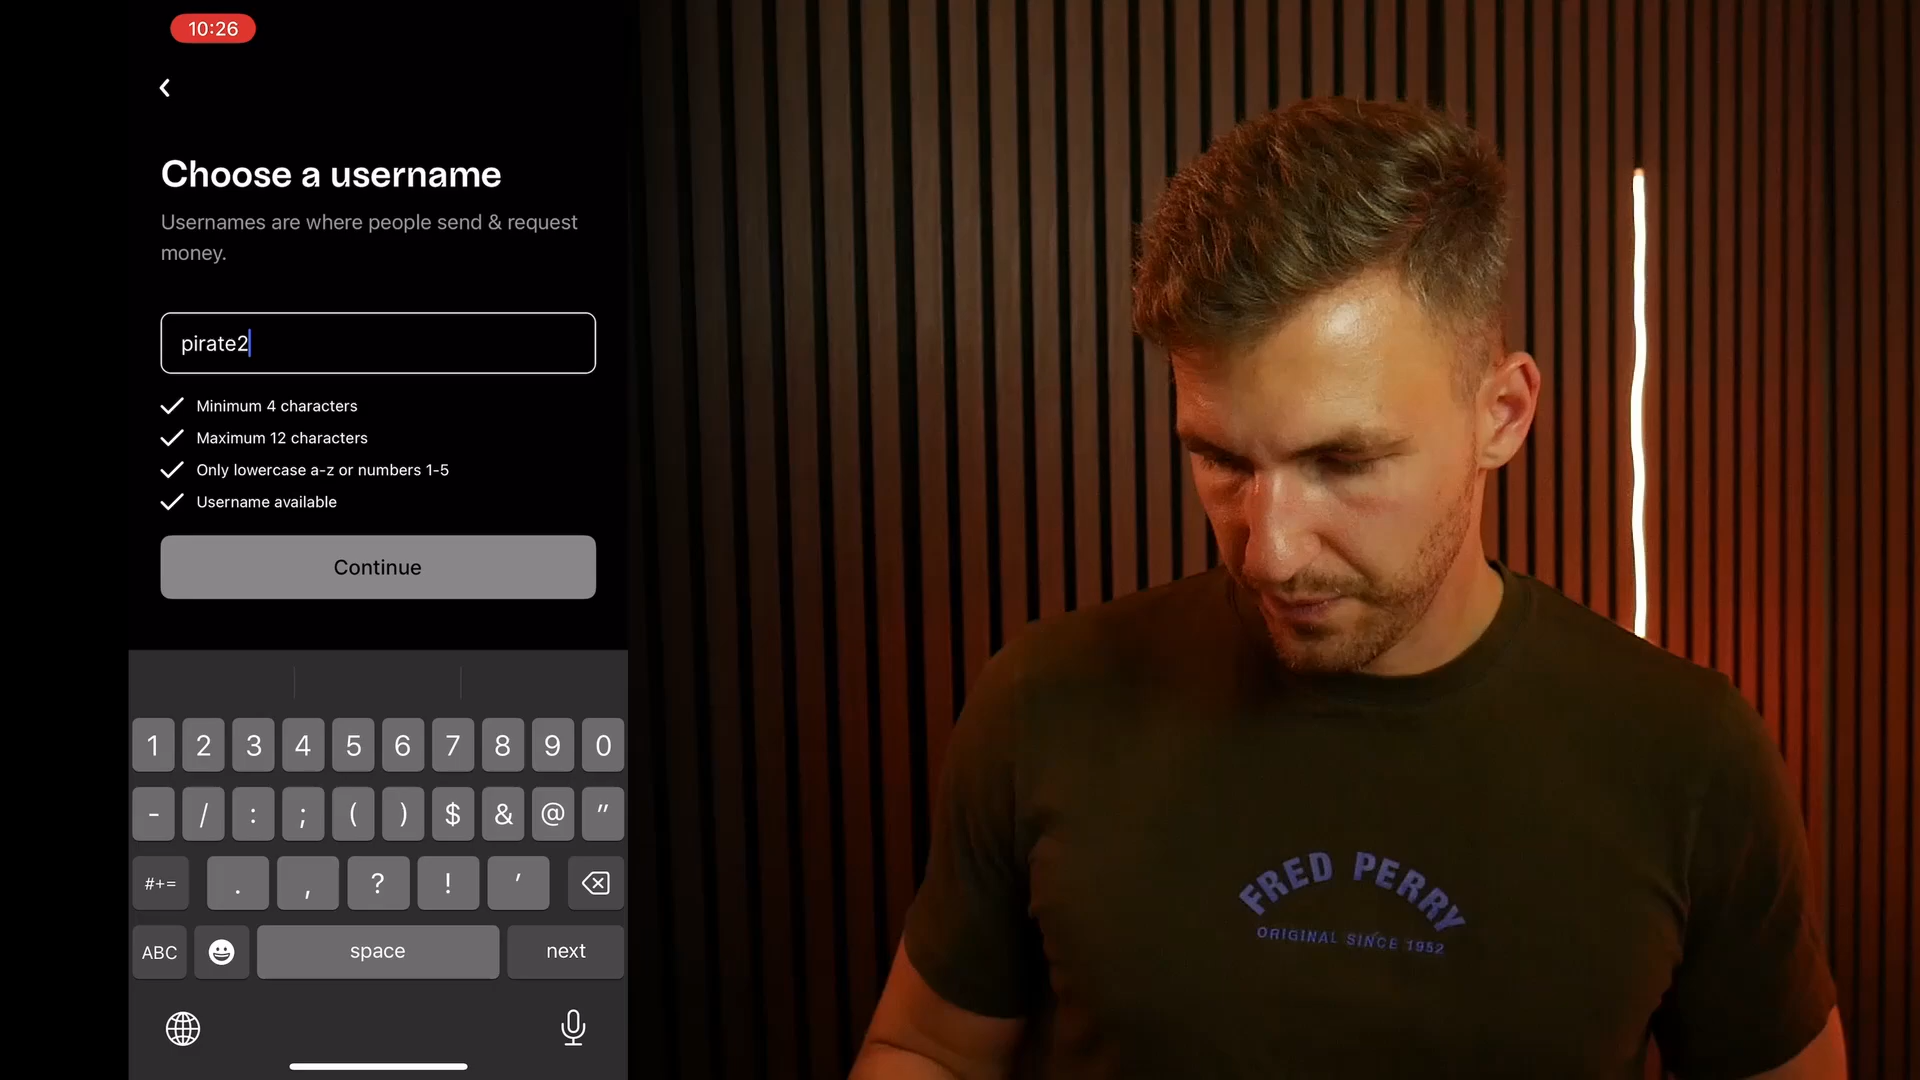 10:26
Choose a username
Usernames are where people send & request
money.
pirate2
Minimum 4 characters
Maximum 12 characters
Only lowercase a-z or numbers 1-5
Username available
Continue
1 2 3 4 5 6 7 8 9 0
- / : ; ( ) $ & @ "
#+= . , ? ! '
ABC space next
FRED PERRY
ORIGINAL SINCE 1952